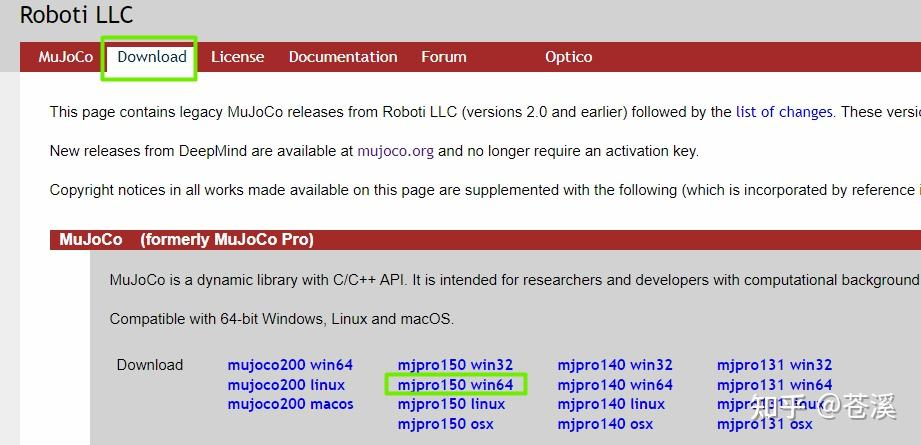 Roboti LLC
MuJoCo Download License Documentation Forum Optico
This page contains legacy MuJoCo releases from Roboti LLC (versions 2.0 and earlier) followed by the list of changes. These versi
New releases from DeepMind are available at mujoco.org and no longer require an activation key.
Copyright notices in all works made available on this page are supplemented with the following (which is incorporated by reference i
MuJoCo (formerly MuJoCo Pro)
MuJoCo is a dynamic library with C/C++ API. It is intended for researchers and developers with computational background
Compatible with 64-bit Windows, Linux and macOS.
Download mujoco200 win64 mjpro150 win32 mjpro140 win32 mjpro131 win32
mujoco200 linux mjpro150 win64 mjpro140 win64 mjpro131 win64
mujoco200 macos mjpro150 linux mjpro140 linux mjpro131 linux
mjpro150 osx mjpro140 osx mjpro131 osx
知乎 @苍溪